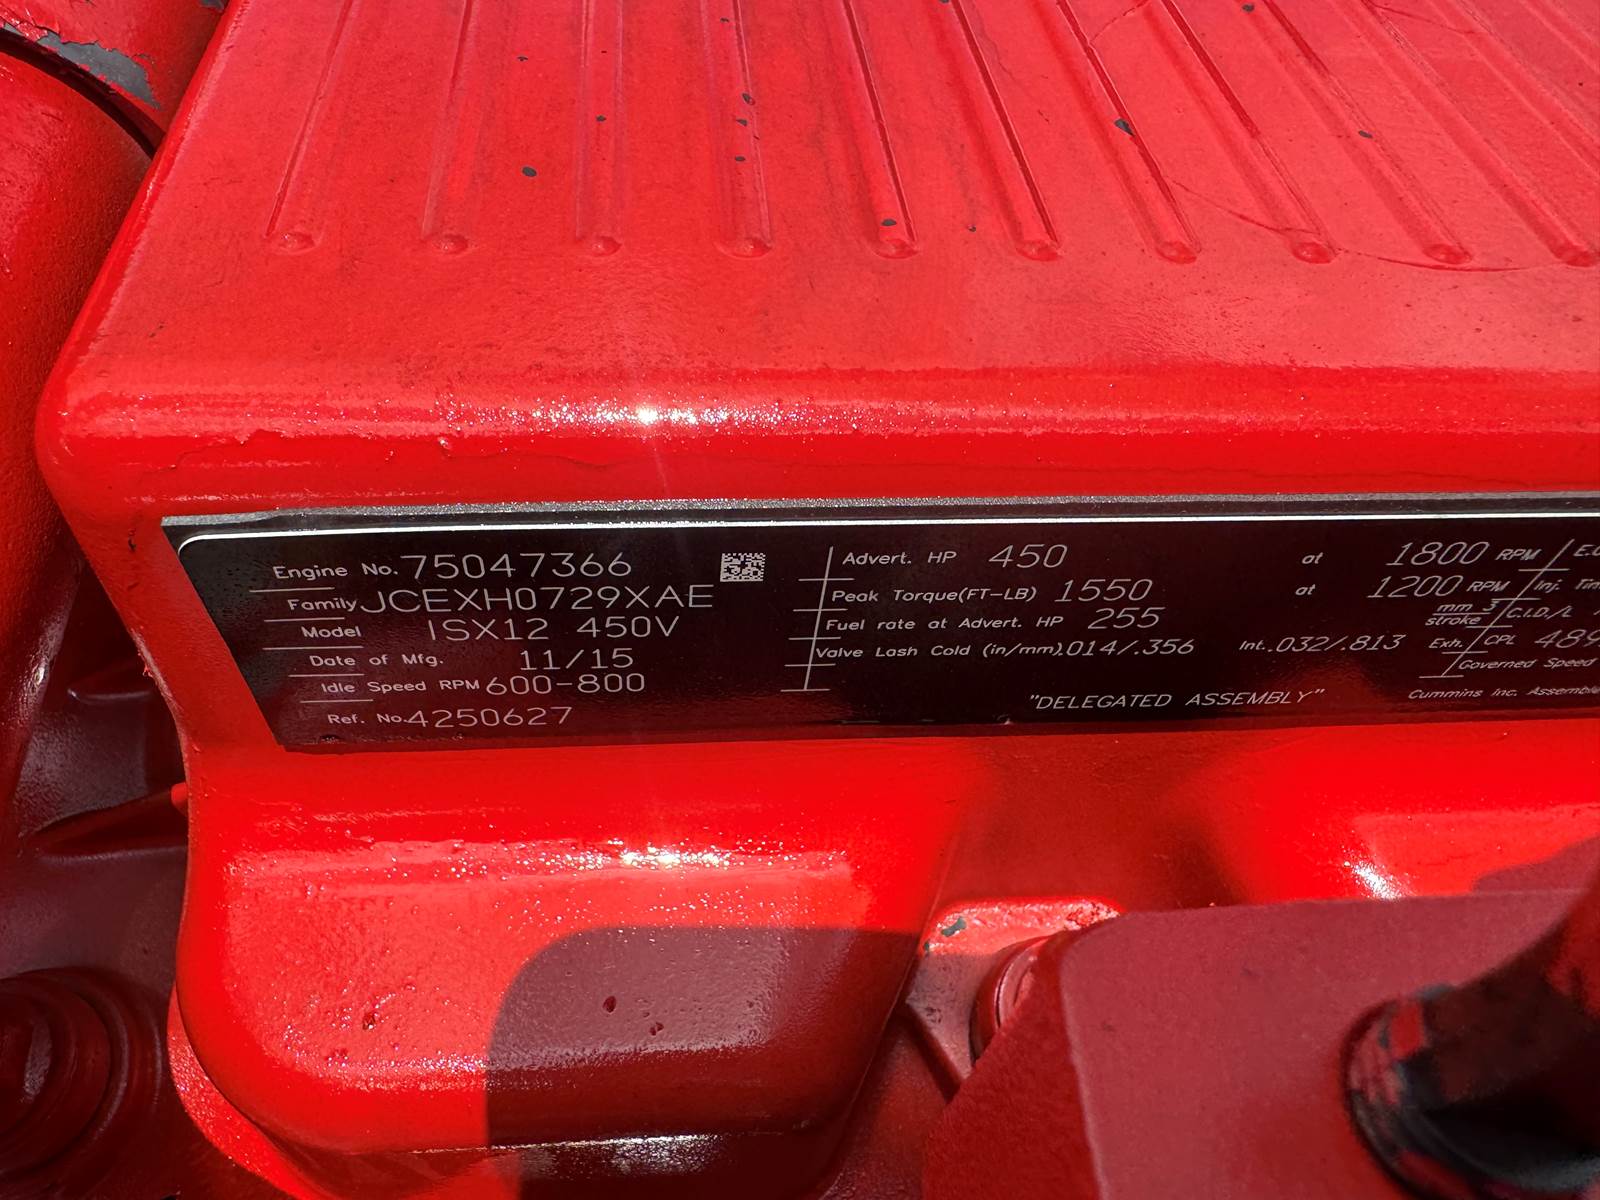 Engine No. 75047366
Family JCEXH0729XAE
Model ISX12 450V
Date of Mfg. 11/15
Idle Speed RPM 600-800
Ref. No. 4250627
Advert. HP 450 at 1800 RPM
Peak Torque(FT-LB) 1550 at 1200 RPM Inj.
Fuel rate at Advert. HP 255 mm 3 stroke C.I.D./L
Valve Lash Cold (in/mm) .014/.356 Int. .032/.813 Exh. CPL
Governed Speed
"DELEGATED ASSEMBLY" Cummins Inc.